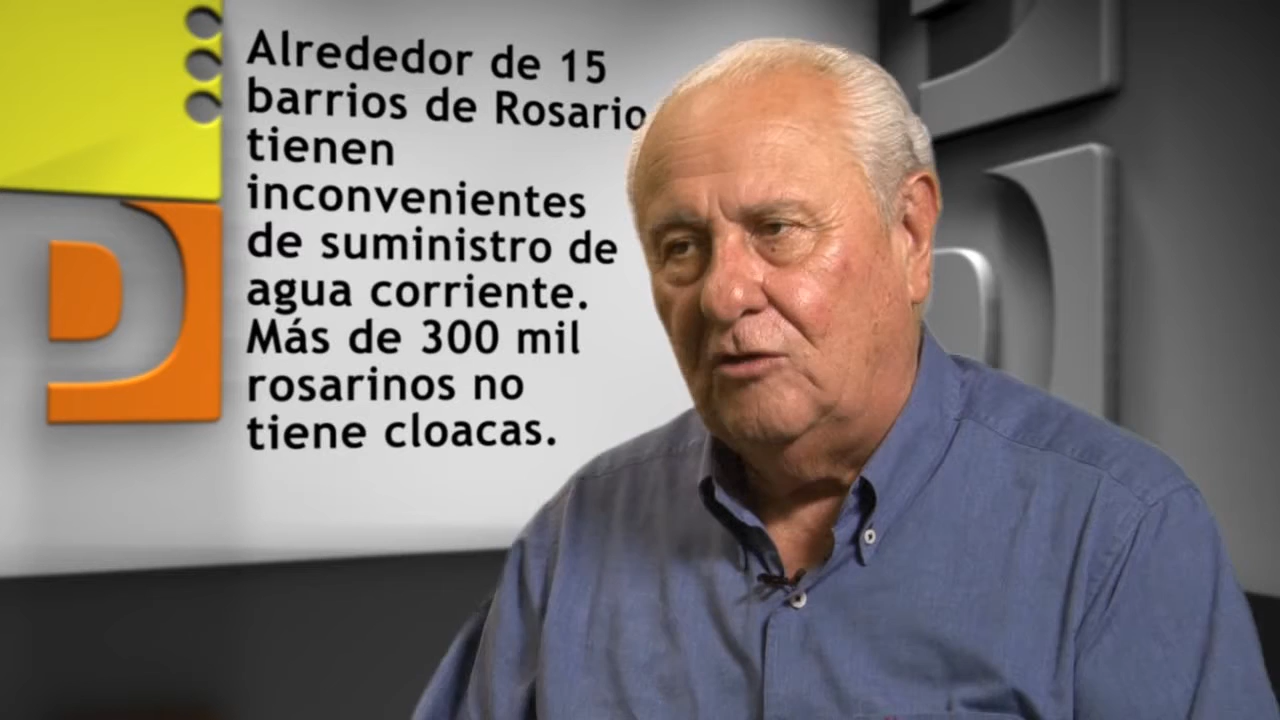 Alrededor de 15
barrios de Rosario
tienen
inconvenientes
de suministro de
agua corriente.
Más de 300 mil
rosarinos no
tiene cloacas.